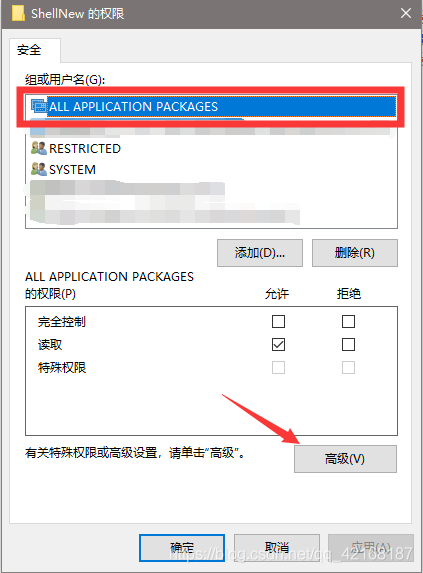 ShellNew 的权限
安全
组或用户名(G):
ALL APPLICATION PACKAGES
RESTRICTED
SYSTEM
添加(D)... 删除(R)
ALL APPLICATION PACKAGES
的权限(P) 允许 拒绝
完全控制
读取
特殊权限
有关特殊权限或高级设置，请单击"高级"。
高级(V)
确定 取消 应用(A)
https://blog.csdn.net/qq_42168187